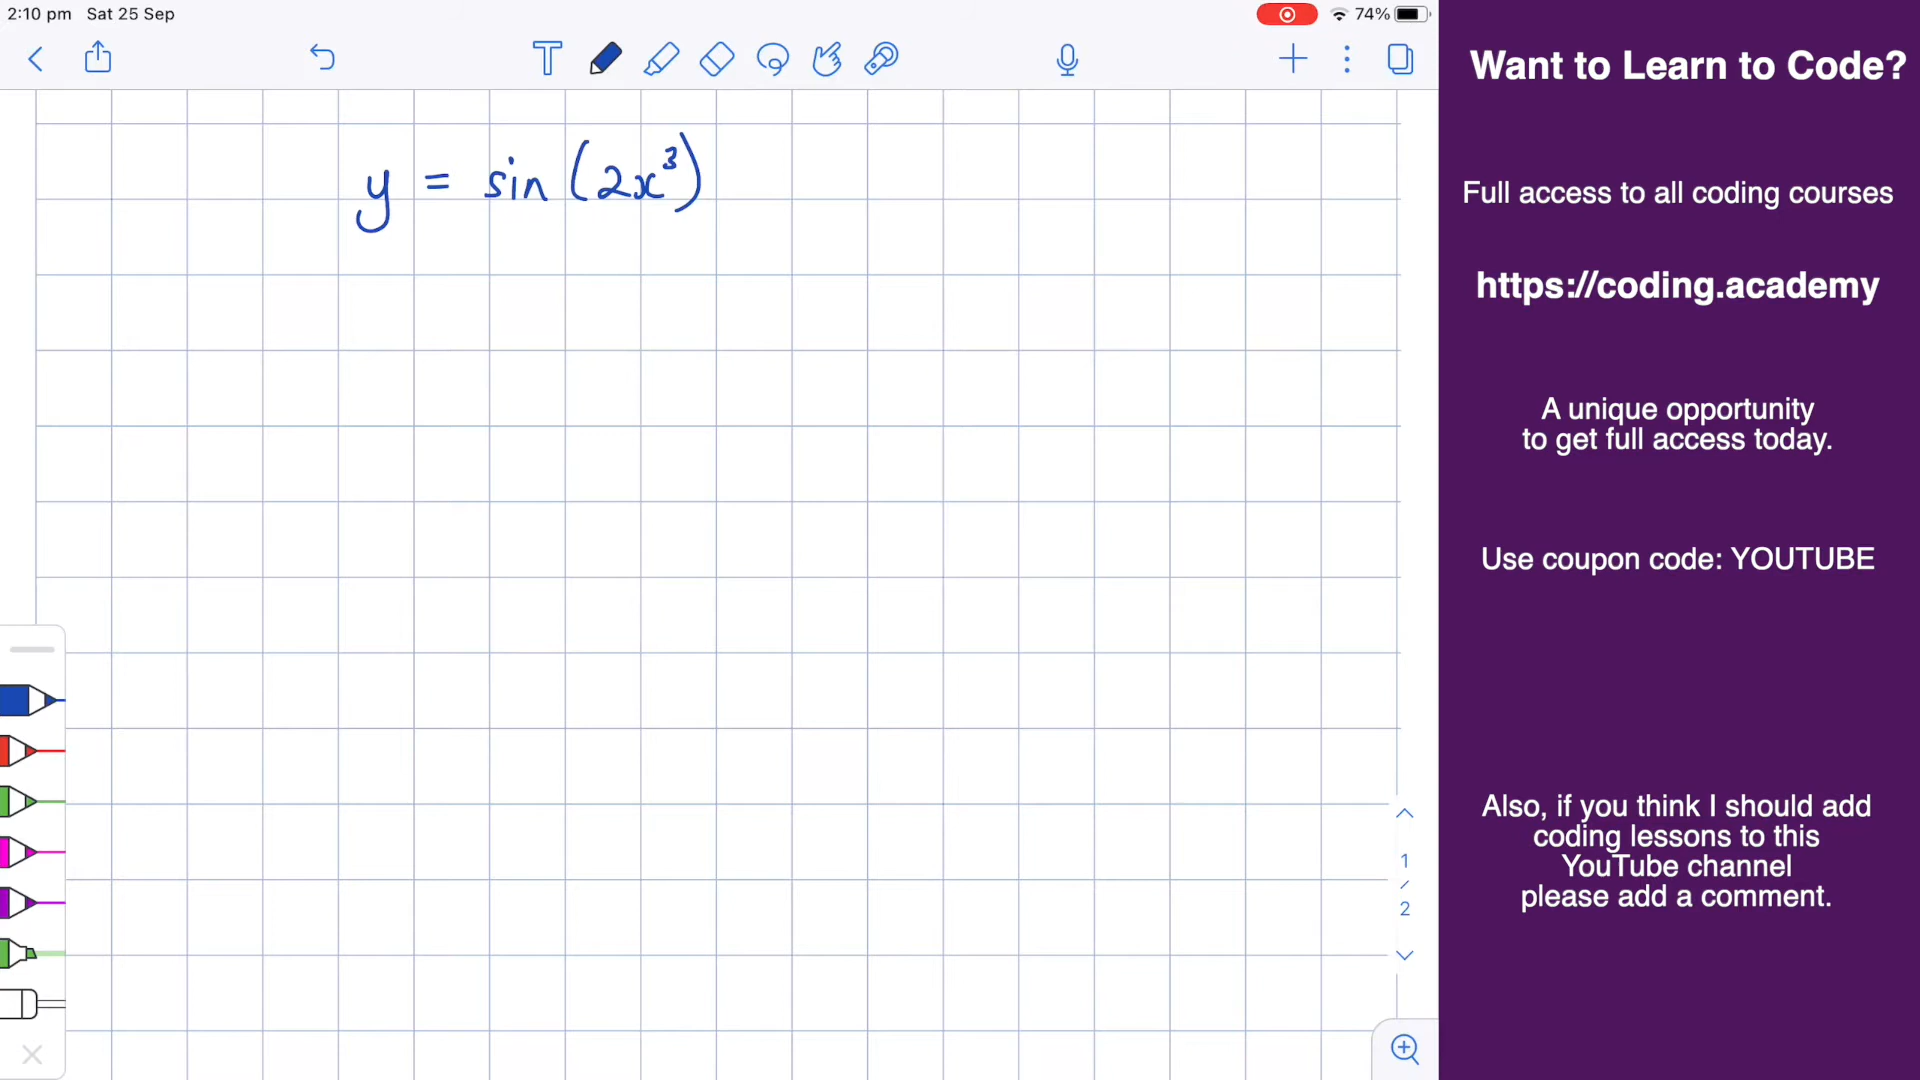 2:10 pm Sat 25 Sep
74%
T
y = sin (2x³)
1
2
Want to Learn to Code?
Full access to all coding courses
https://coding.academy
A unique opportunity
to get full access today.
Use coupon code: YOUTUBE
Also, if you think I should add
coding lessons to this
YouTube channel
please add a comment.